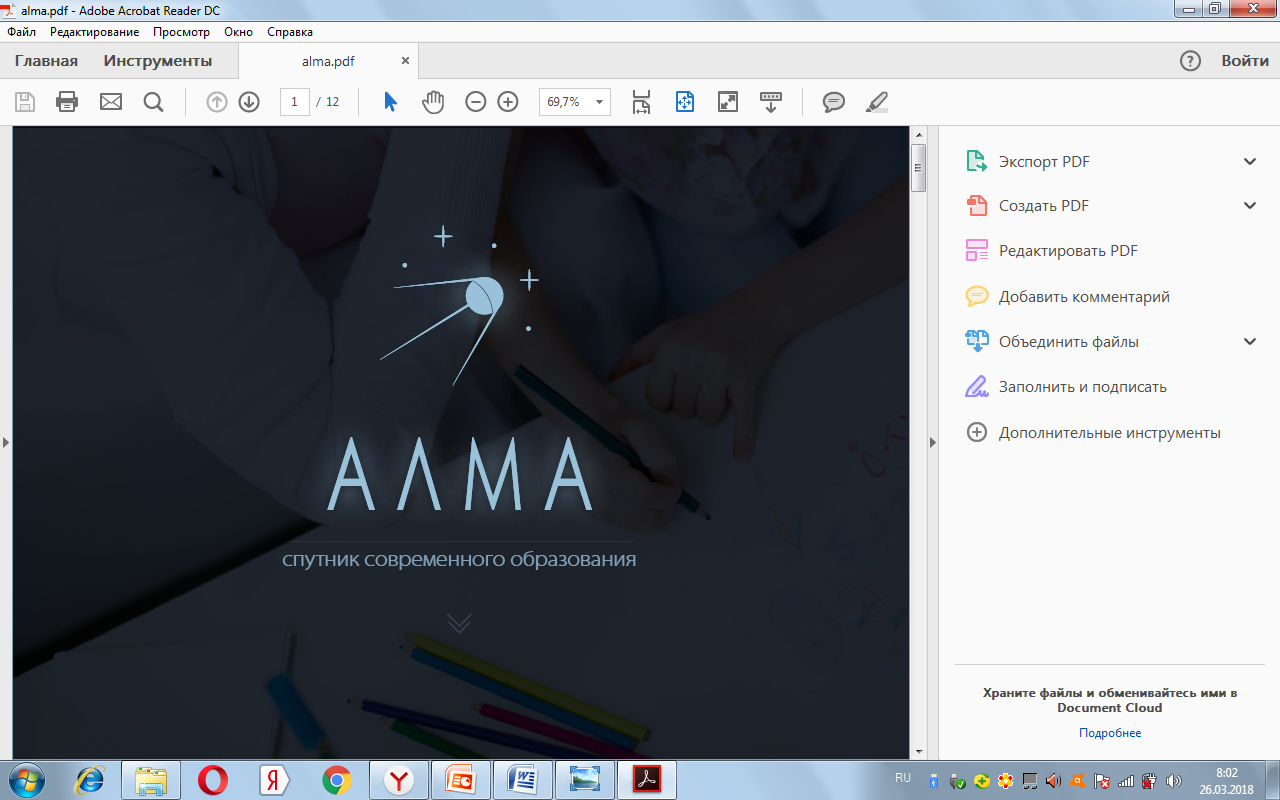 alma.pdf - Adobe Acrobat Reader DC
Файл Редактирование Просмотр Окно Справка
Главная Инструменты alma.pdf × ? Войти
1 / 12 69,7%
АЛМА
спутник современного образования
Экспорт PDF
Создать PDF
Редактировать PDF
Добавить комментарий
Объединить файлы
Заполнить и подписать
Дополнительные инструменты
Храните файлы и обменивайтесь ими в
Document Cloud
Подробнее
RU
8:02
26.03.2018